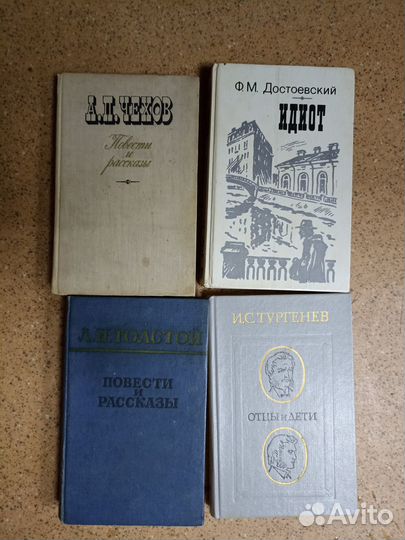 А.П. ЧЕХОВ
Повести
и
рассказы
Ф.М. Достоевский
ИДИОТ
Л.Н. ТОЛСТОЙ
ПОВЕСТИ
И
РАССКАЗЫ
И.С. ТУРГЕНЕВ
ОТЦЫ и ДЕТИ
Avito